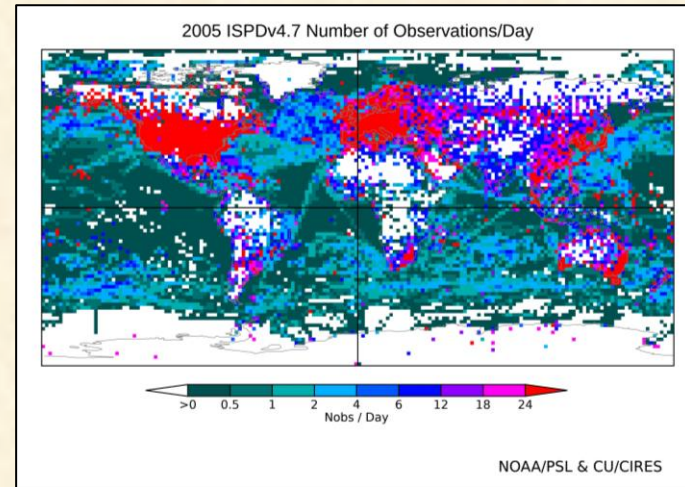 2005 ISPDv4.7 Number of Observations/Day
>0 0.5 1 2 4 6 12 18 24
Nobs / Day
NOAA/PSL & CU/CIRES